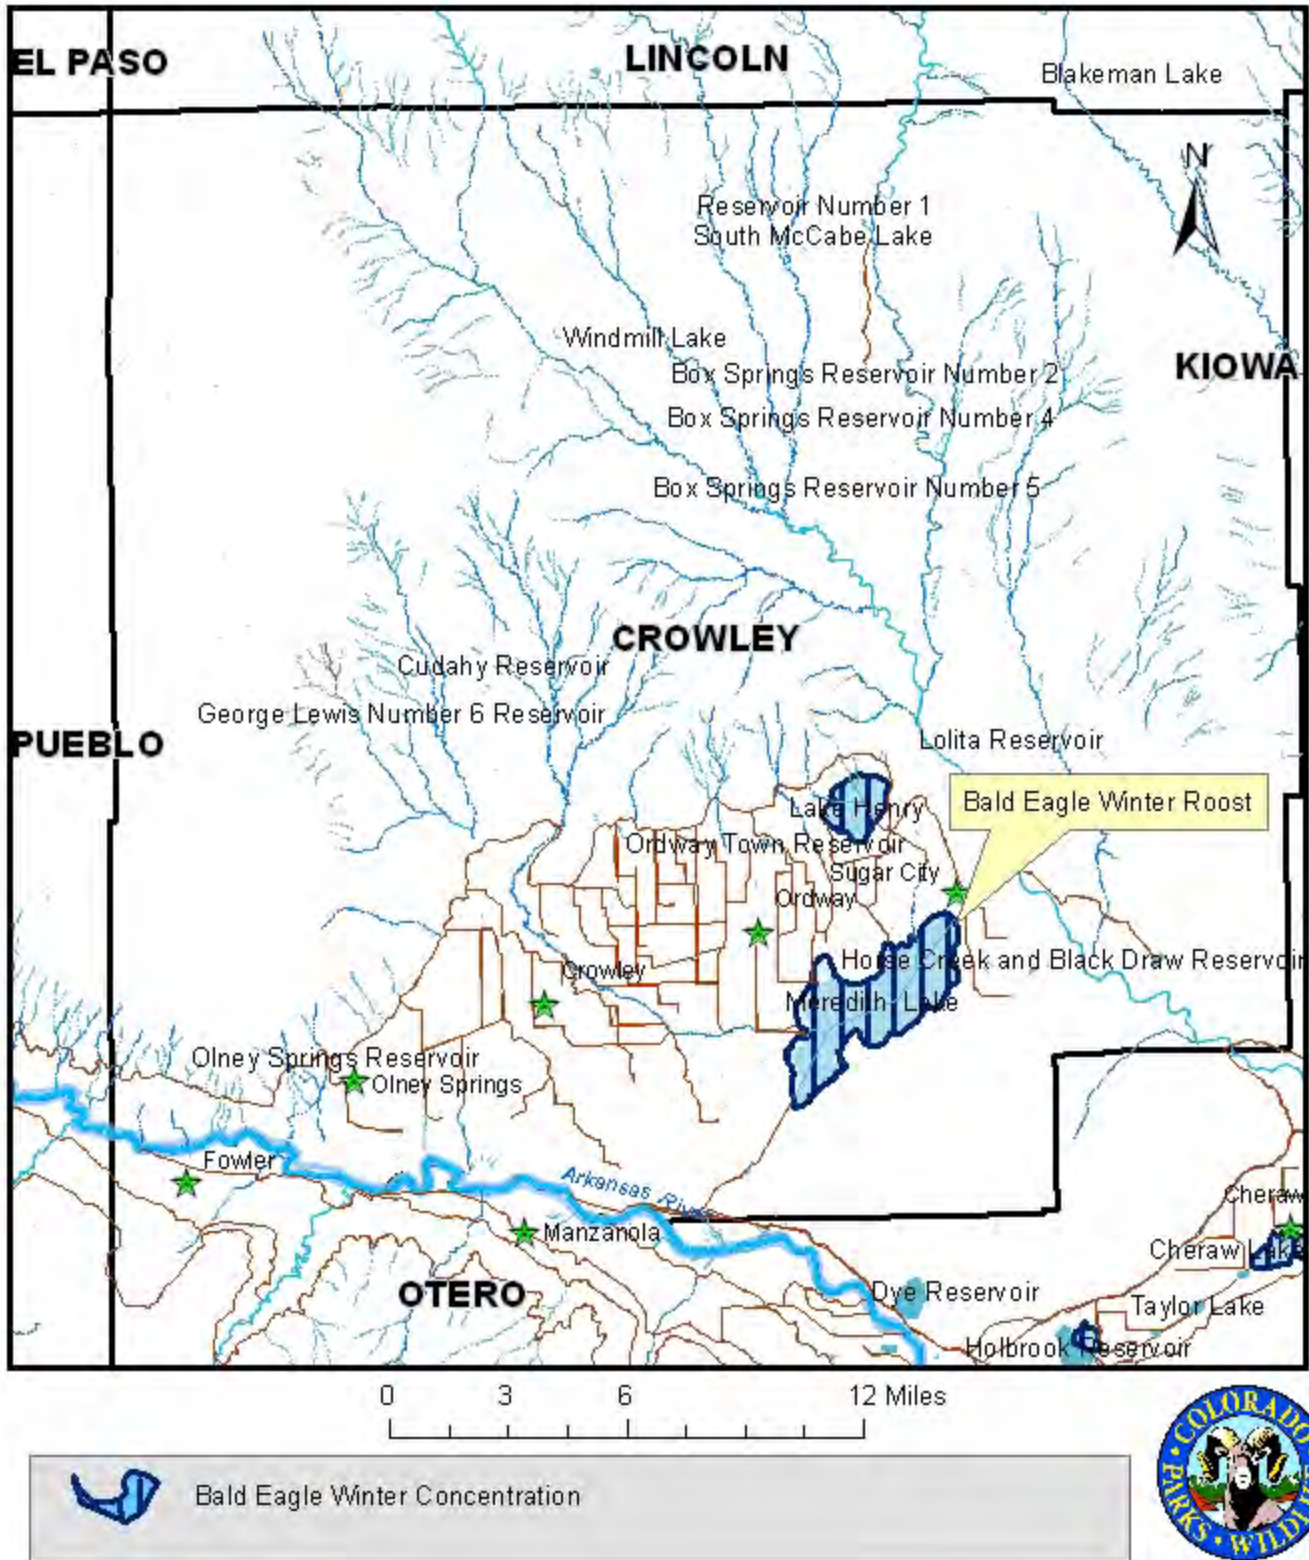 EL PASO
LINCOLN
Blakeman Lake
N
Reservoir Number 1
South McCabe Lake
Windmill Lake
KIOWA
Box Springs Reservoir Number 2
Box Springs Reservoir Number 4
Box Springs Reservoir Number 5
CROWLEY
Cudahy Reservoir
George Lewis Number 6 Reservoir
PUEBLO
Lolita Reservoir
Lake Henry
Bald Eagle Winter Roost
Ordway Town Reservoir
Sugar City
Ordway
Horse Creek and Black Draw Reservoir
Crowley
Meredith Lake
Olney Springs Reservoir
Olney Springs
Fowler
Arkansas River
Cheraw
Manzanola
Cheraw Lake
OTERO
Dye Reservoir
Taylor Lake
Holbrook Reservoir
0 3 6 12 Miles
Bald Eagle Winter Concentration
COLORADO
PARKS • WILDLI